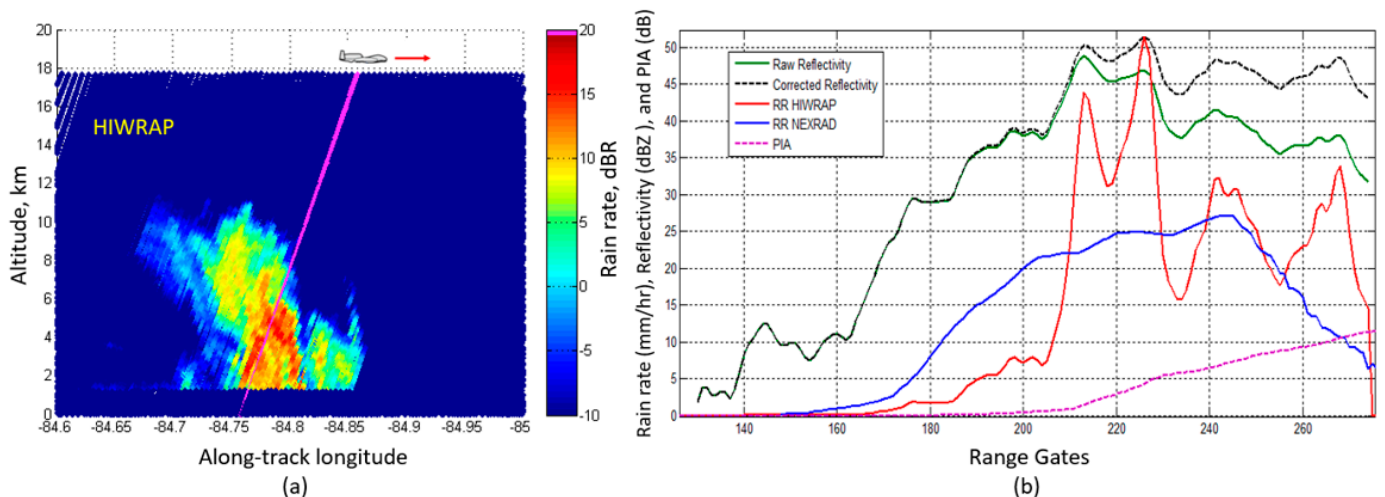 20
18
16
14
12
10
8
6
4
2
0
Altitude, km
HIWRAP
-84.6 -84.65 -84.7 -84.75 -84.8 -84.85 -84.9 -84.95 -85
Along-track longitude
(a)
20
15
10
5
0
-5
-10
Rain rate, dBR
Rain rate (mm/hr), Reflectivity (dBZ ), and PIA (dB)
50
45
40
35
30
25
20
15
10
5
0
Raw Reflectivity
Corrected Reflectivity
RR HIWRAP
RR NEXRAD
PIA
140 160 180 200 220 240 260
Range Gates
(b)